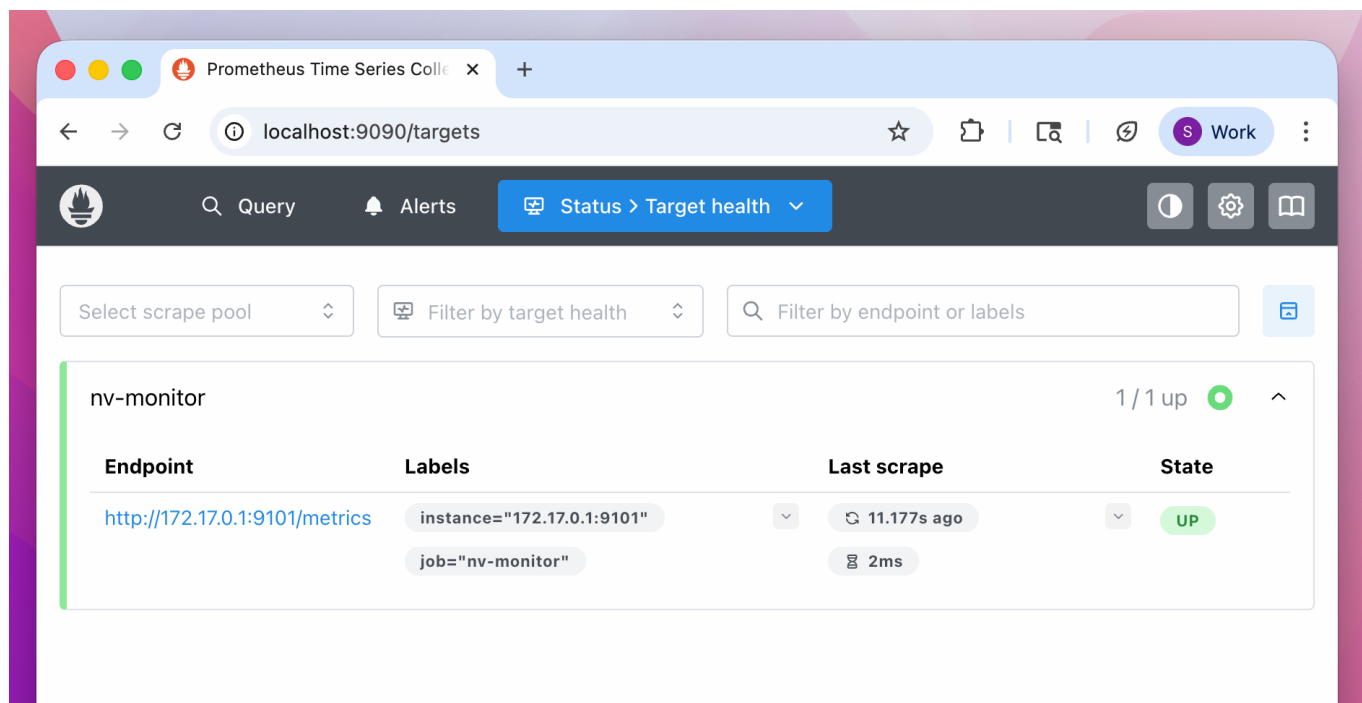 Prometheus Time Series Colle
localhost:9090/targets
S Work
Query Alerts Status > Target health
Select scrape pool Filter by target health Filter by endpoint or labels
nv-monitor 1 / 1 up
Endpoint Labels Last scrape State
http://172.17.0.1:9101/metrics instance="172.17.0.1:9101" 11.177s ago UP
job="nv-monitor" 2ms